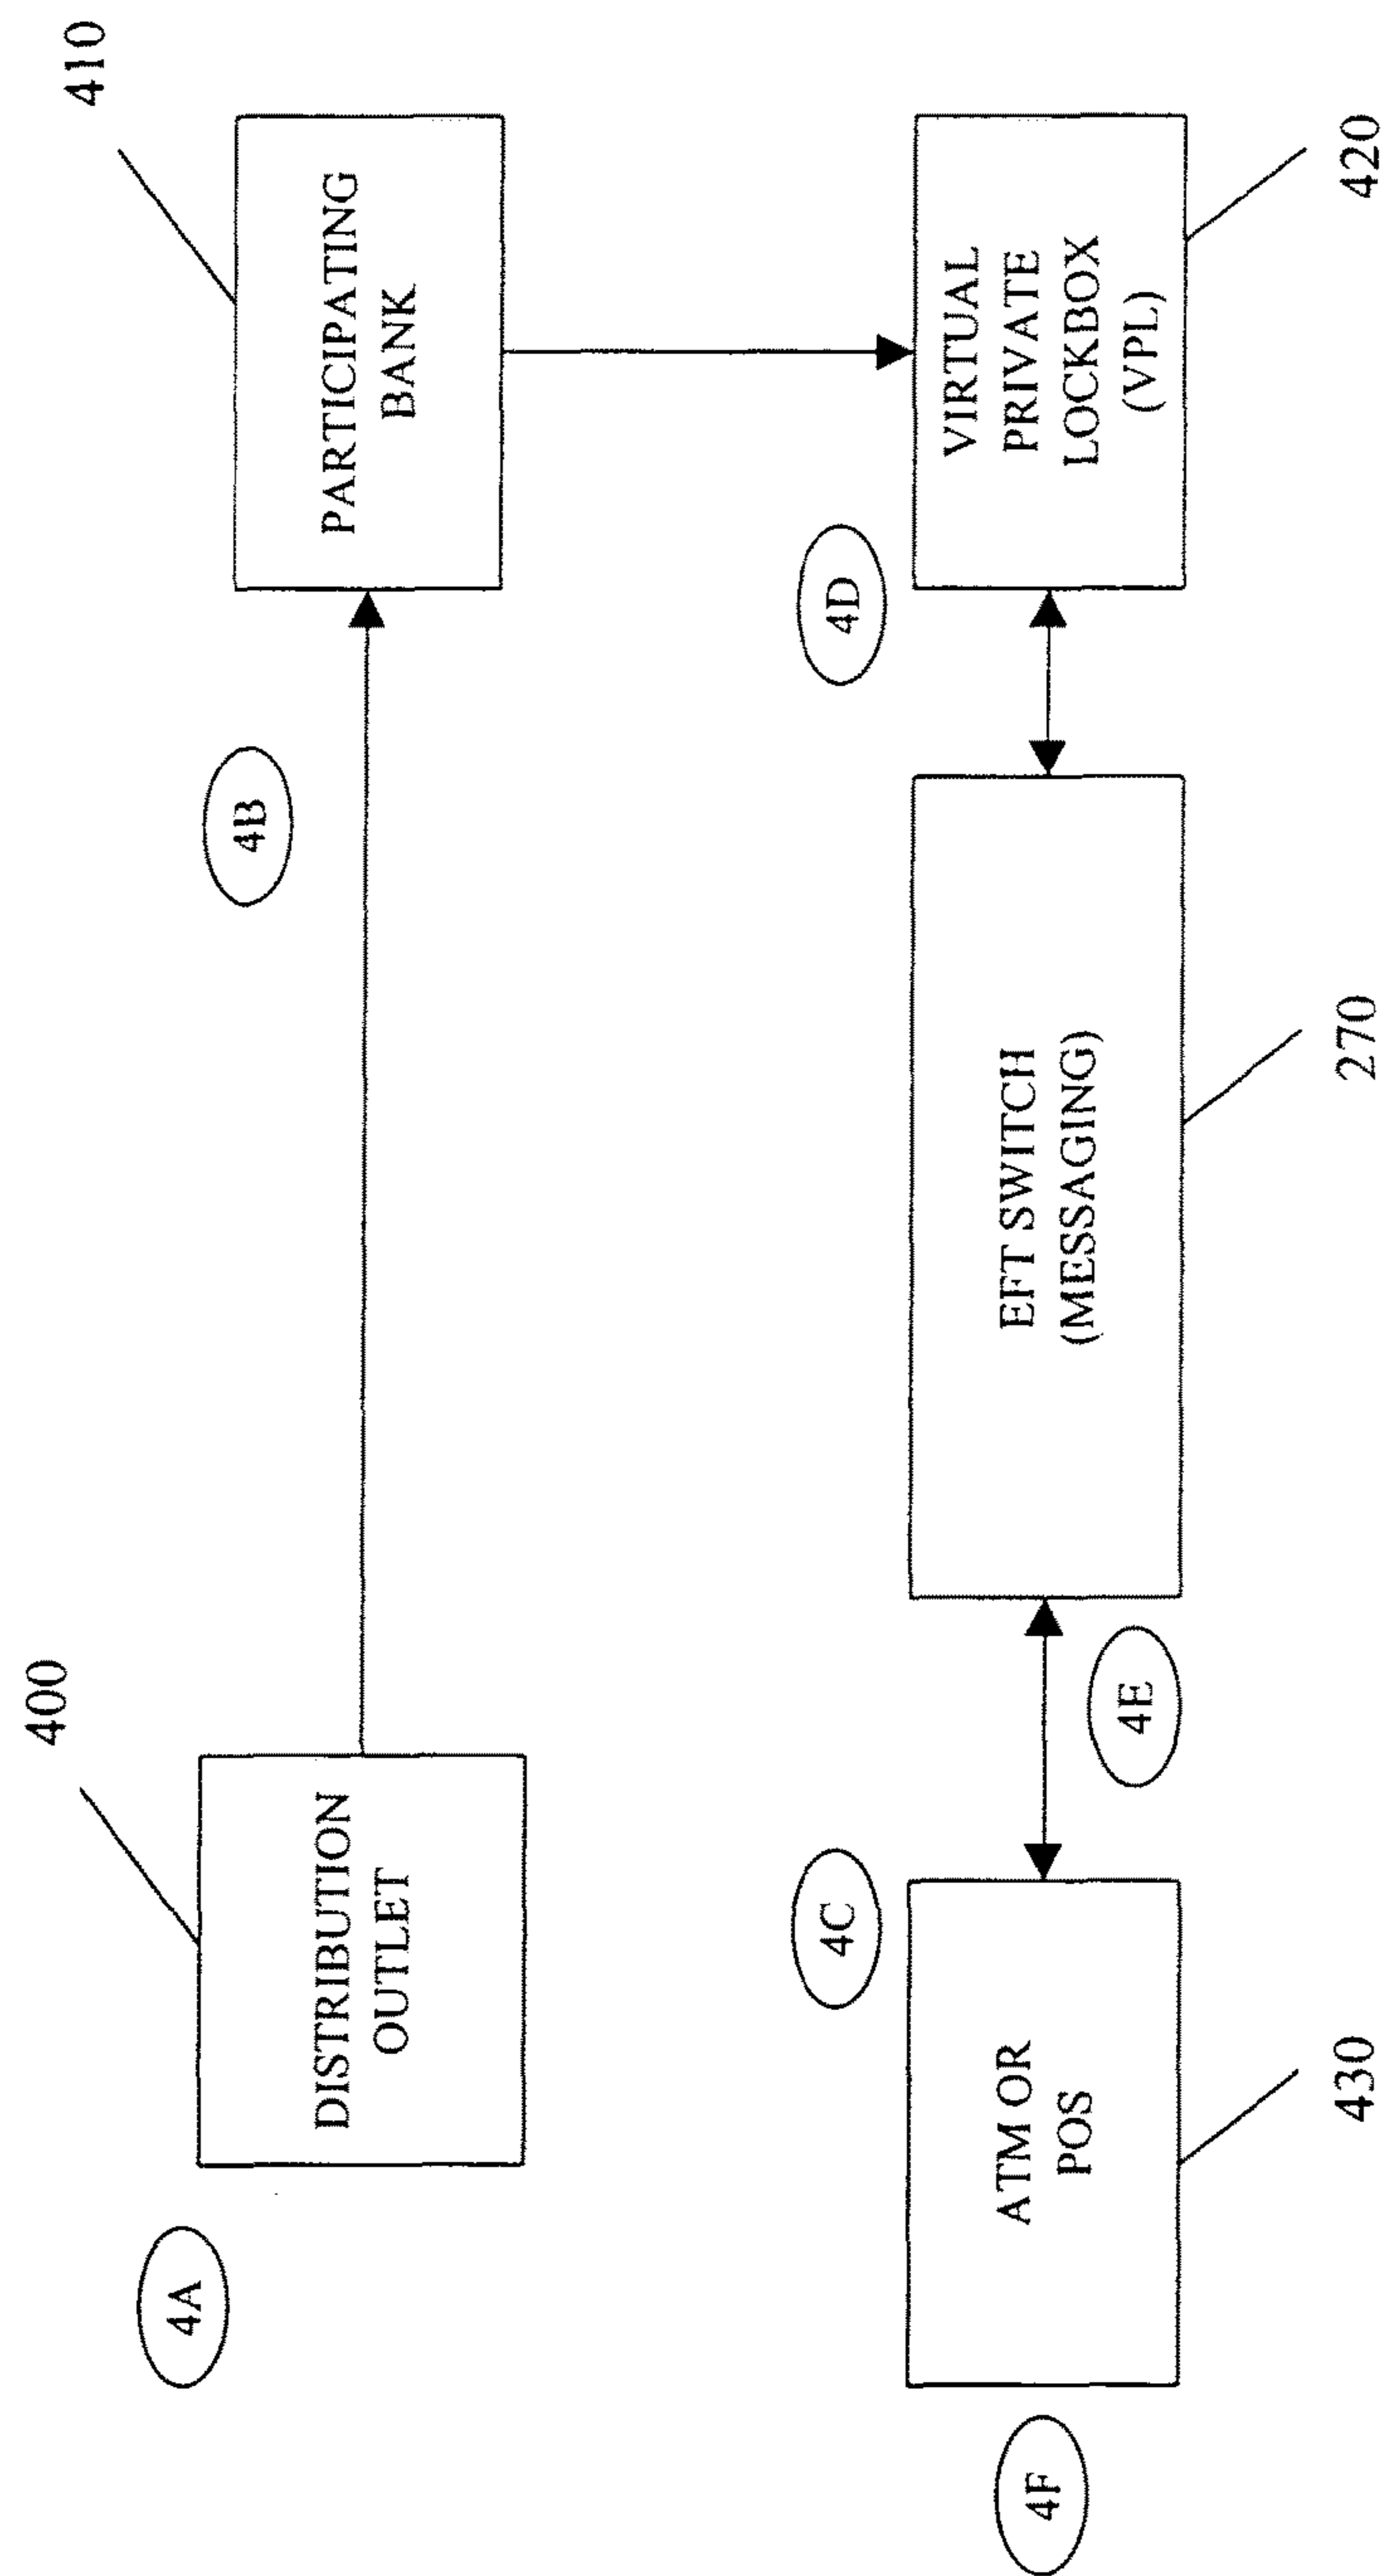 4A
400
DISTRIBUTION
OUTLET
4B
410
PARTICIPATING
BANK
4F
ATM OR
POS
430
4C
4E
EFT SWITCH
(MESSAGING)
270
4D
VIRTUAL
PRIVATE
LOCKBOX
(VPL)
420